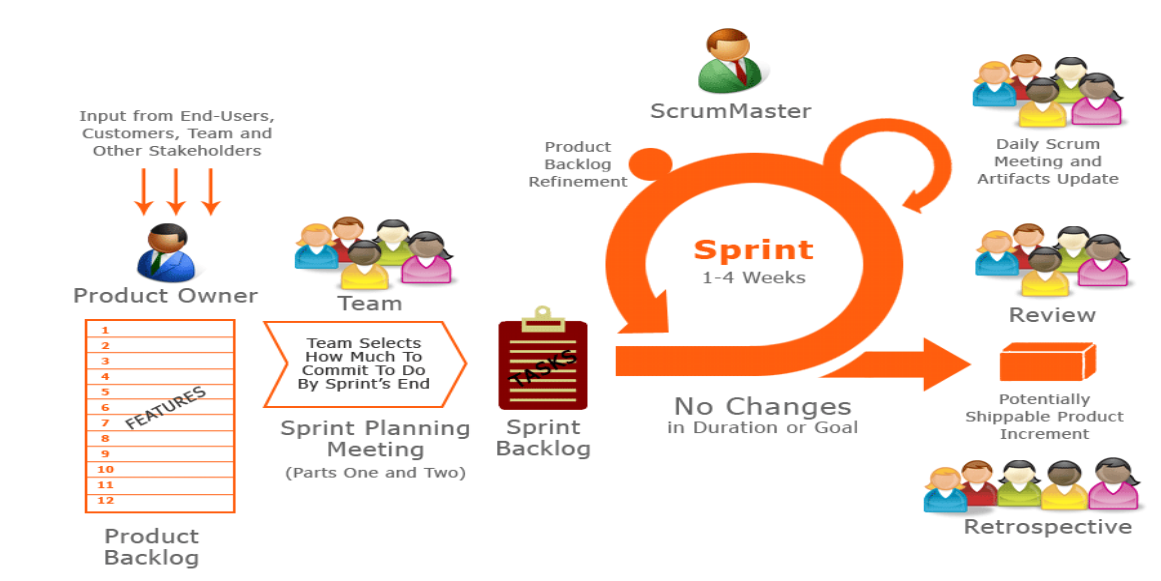 Input from End-Users,
Customers, Team and
Other Stakeholders
Product Owner
1
2
3
4
5
6
7
8
9
10
11
12
FEATURES
Product
Backlog
Team
Team Selects
How Much To
Commit To Do
By Sprint's End
Sprint Planning
Meeting
(Parts One and Two)
TASKS
Sprint
Backlog
ScrumMaster
Product
Backlog
Refinement
Sprint
1-4 Weeks
No Changes
in Duration or Goal
Daily Scrum
Meeting and
Artifacts Update
Review
Potentially
Shippable Product
Increment
Retrospective